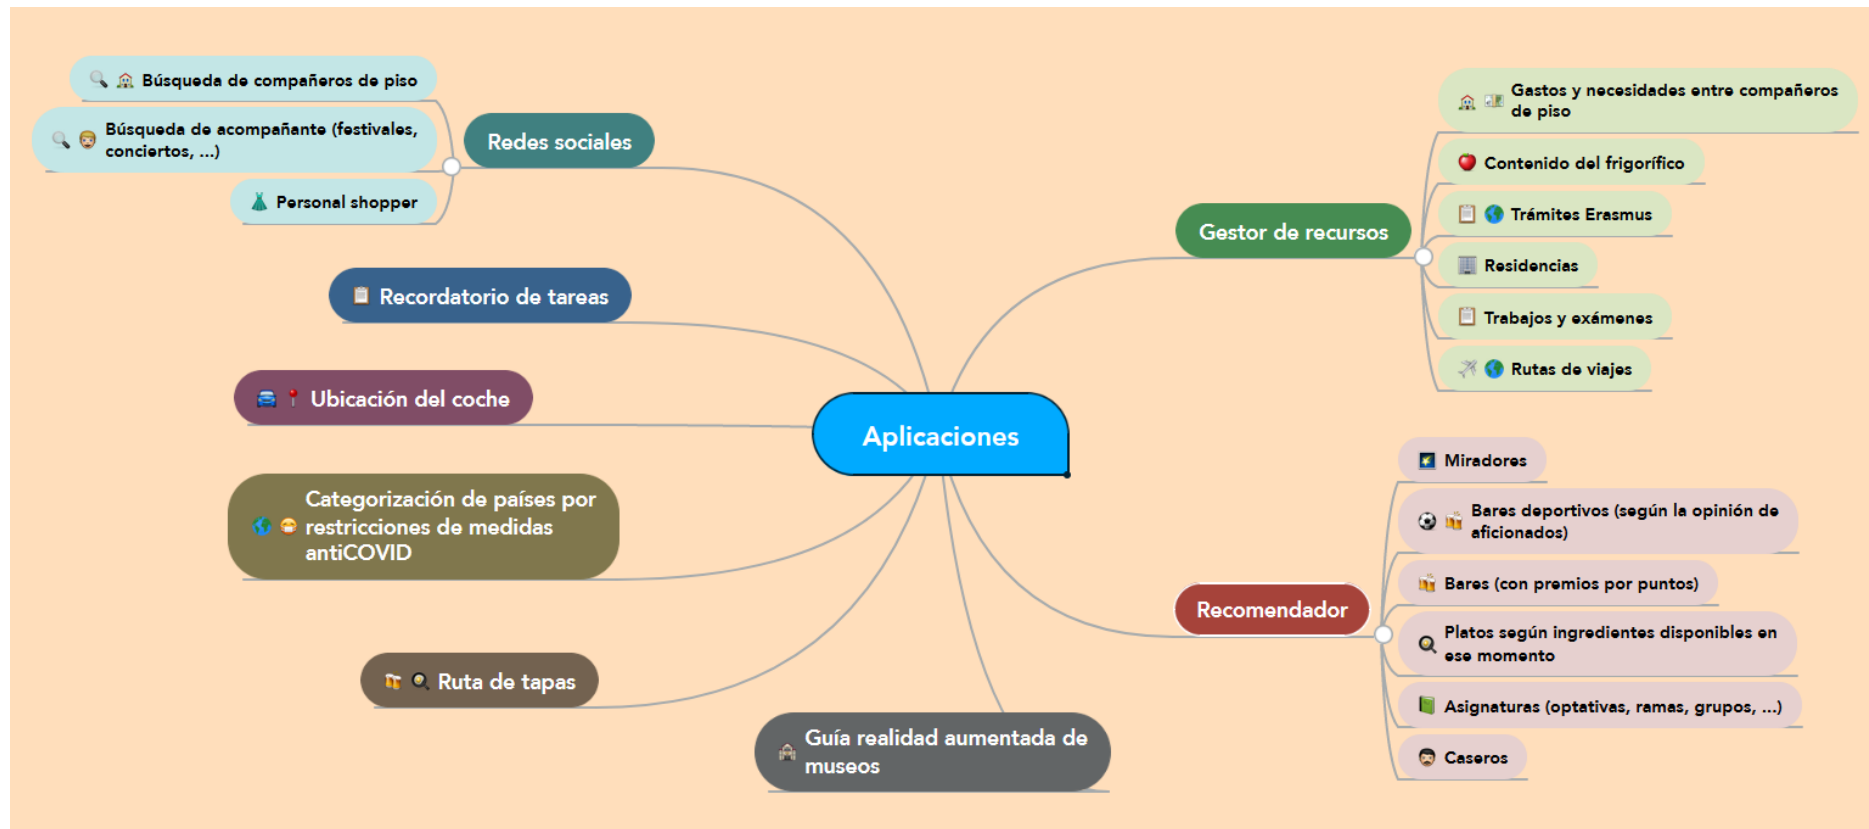 Búsqueda de compañeros de piso
Búsqueda de acompañante (festivales,
conciertos, ...)
Personal shopper
Redes sociales
Recordatorio de tareas
Ubicación del coche
Categorización de países por
restricciones de medidas
antiCOVID
Ruta de tapas
Guía realidad aumentada de
museos
Aplicaciones
Gestor de recursos
Gastos y necesidades entre compañeros
de piso
Contenido del frigorífico
Trámites Erasmus
Residencias
Trabajos y exámenes
Rutas de viajes
Recomendador
Miradores
Bares deportivos (según la opinión de
aficionados)
Bares (con premios por puntos)
Platos según ingredientes disponibles en
ese momento
Asignaturas (optativas, ramas, grupos, ...)
Caseros